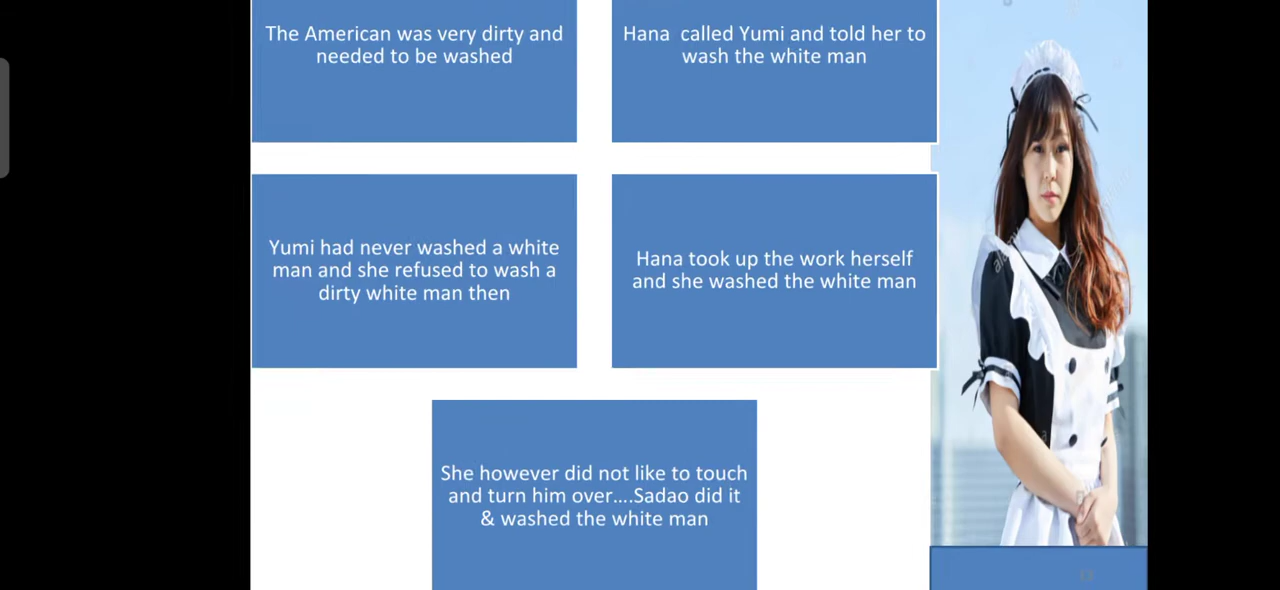 The American was very dirty and
needed to be washed
Hana called Yumi and told her to
wash the white man
Yumi had never washed a white
man and she refused to wash a
dirty white man then
Hana took up the work herself
and she washed the white man
She however did not like to touch
and turn him over....Sadao did it
& washed the white man